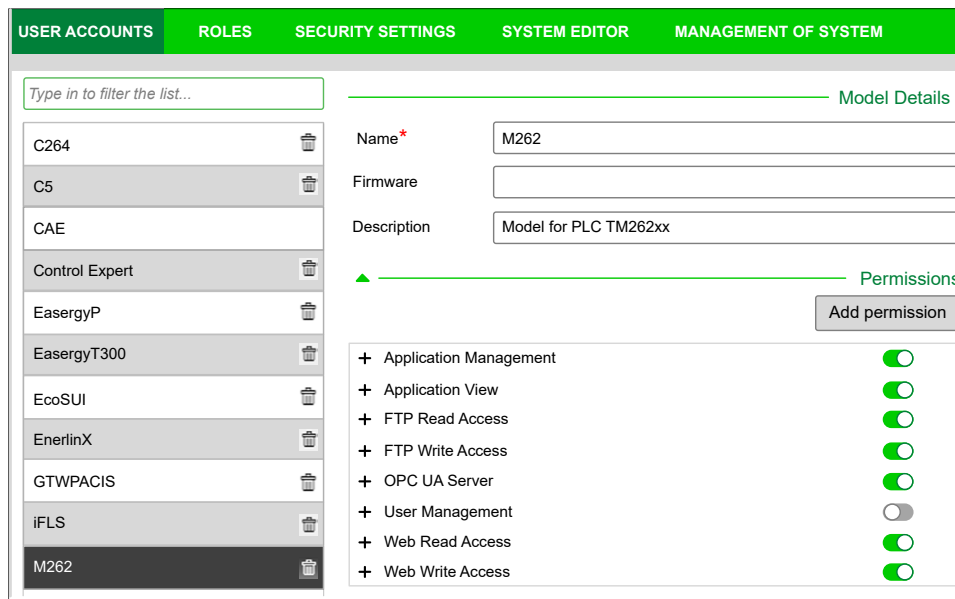 USER ACCOUNTS ROLES SECURITY SETTINGS SYSTEM EDITOR MANAGEMENT OF SYSTEM
Type in to filter the list...
C264
C5
CAE
Control Expert
EasergyP
EasergyT300
EcoSUI
EnerlinX
GTWPACIS
iFLS
M262
Model Details
Name* M262
Firmware
Description Model for PLC TM262xx
Permissions
Add permission
+ Application Management
+ Application View
+ FTP Read Access
+ FTP Write Access
+ OPC UA Server
+ User Management
+ Web Read Access
+ Web Write Access